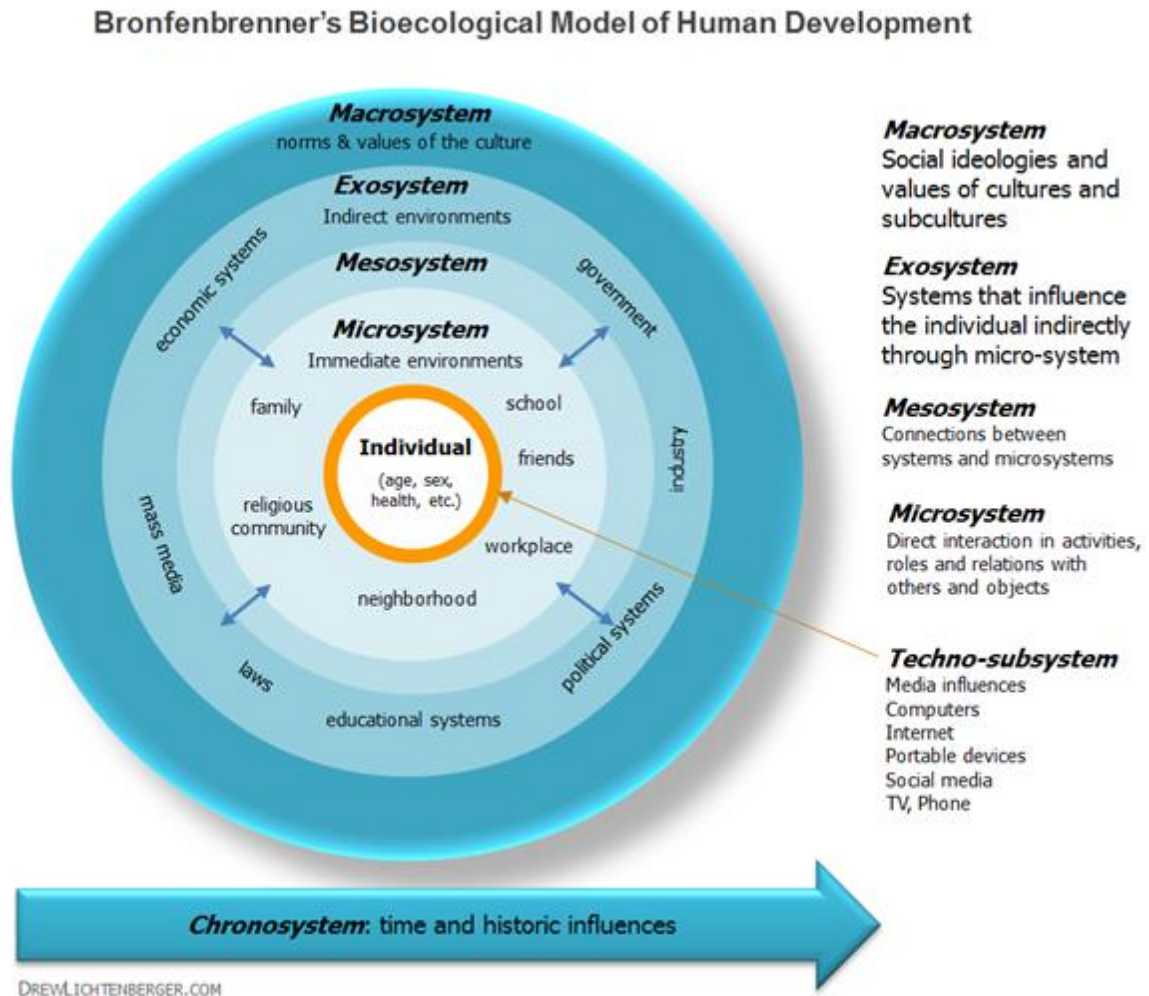 Bronfenbrenner's Bioecological Model of Human Development
Macrosystem
norms & values of the culture
Exosystem
Indirect environments
Mesosystem
economic systems
government
Microsystem
Immediate environments
family
school
Individual
(age, sex,
health, etc.)
friends
industry
religious
community
workplace
mass media
neighborhood
political systems
laws
educational systems
Macrosystem
Social ideologies and
values of cultures and
subcultures
Exosystem
Systems that influence
the individual indirectly
through micro-system
Mesosystem
Connections between
systems and microsystems
Microsystem
Direct interaction in activities,
roles and relations with
others and objects
Techno-subsystem
Media influences
Computers
Internet
Portable devices
Social media
TV, Phone
Chronosystem: time and historic influences
DREWLICHTENBERGER.COM